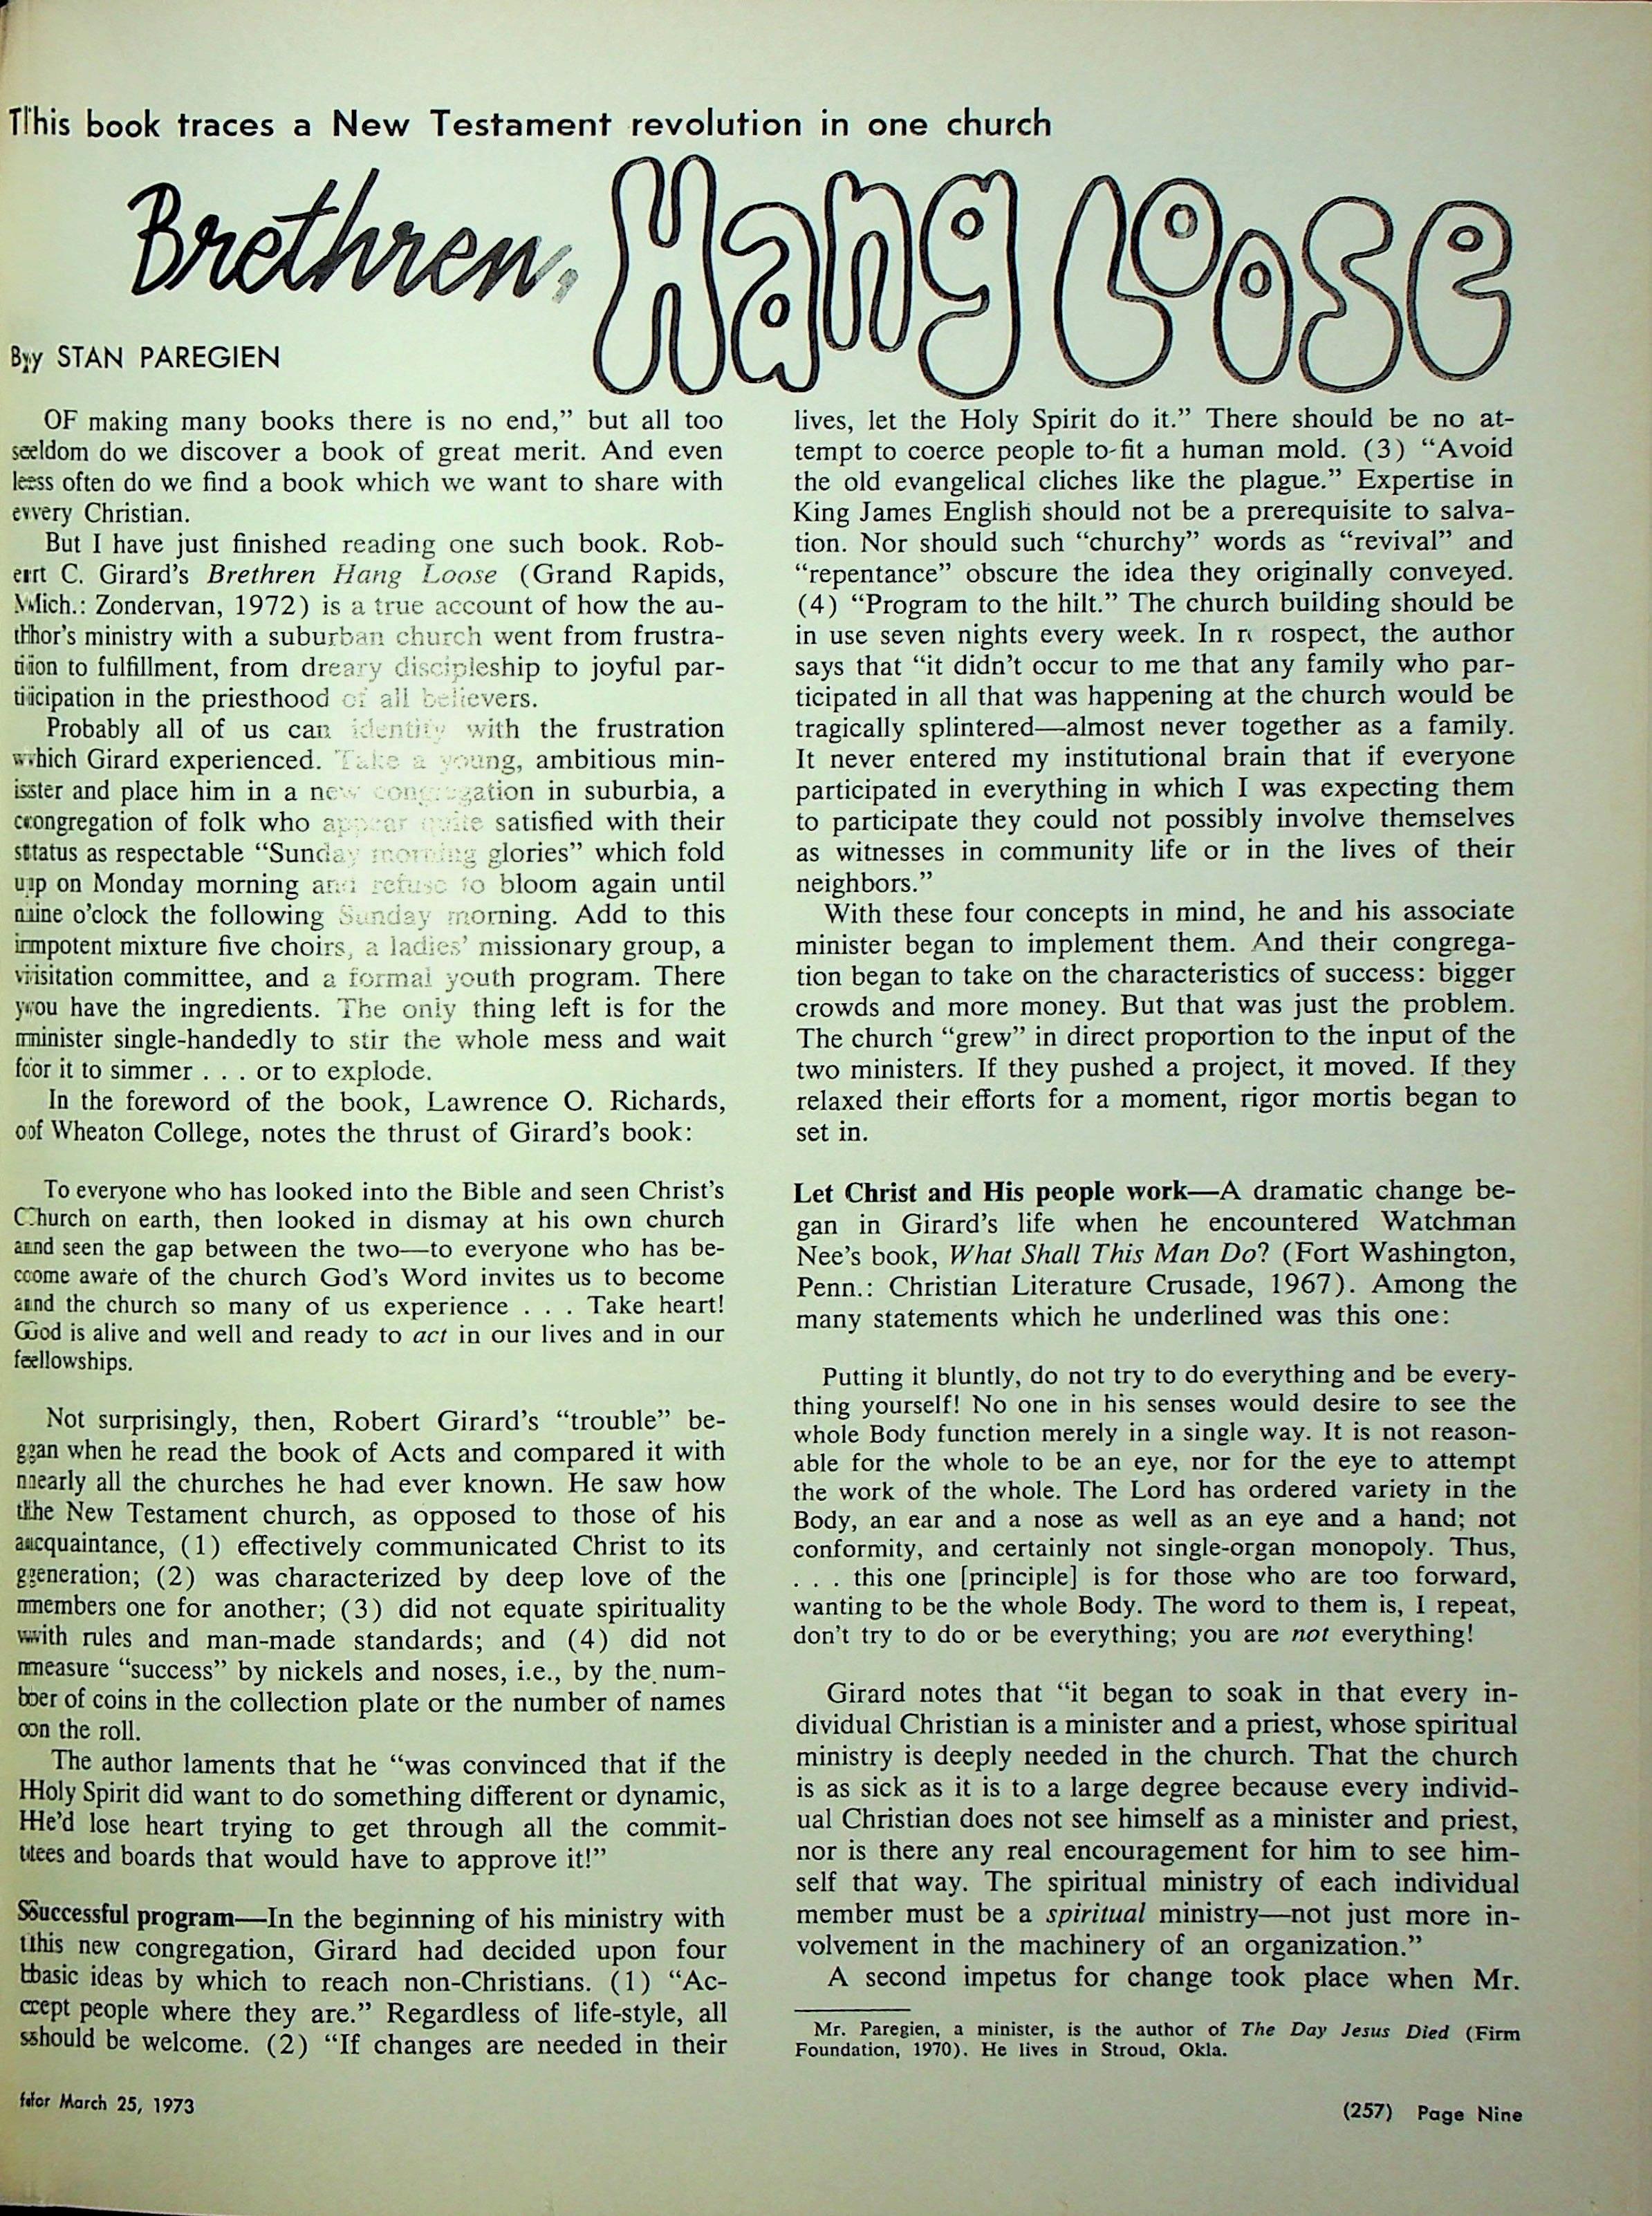 This book traces a New Testament revolution in one church
Brethren, Hang Loose
By STAN PAREGIEN
OF making many books there is no end,” but all too
seldom do we discover a book of great merit. And even
less often do we find a book which we want to share with
every Christian.
But I have just finished reading one such book. Rob-
ert C. Girard's Brethren Hang Loose (Grand Rapids,
Mich.: Zondervan, 1972) is a true account of how the au-
thor's ministry with a suburban church went from frustra-
tion to fulfillment, from dreary discipleship to joyful par-
ticipation in the priesthood of all believers.
Probably all of us can identify with the frustration
which Girard experienced. Take a young, ambitious min-
ister and place him in a new congregation in suburbia, a
congregation of folk who appear quite satisfied with their
status as respectable “Sunday morning glories” which fold
up on Monday morning and refuse to bloom again until
nine o'clock the following Sunday morning. Add to this
impotent mixture five choirs, a ladies' missionary group, a
visitation committee, and a formal youth program. There
you have the ingredients. The only thing left is for the
minister single-handedly to stir the whole mess and wait
for it to simmer . . . or to explode.
In the foreword of the book, Lawrence O. Richards,
of Wheaton College, notes the thrust of Girard's book:
To everyone who has looked into the Bible and seen Christ's
Church on earth, then looked in dismay at his own church
and seen the gap between the two—to everyone who has be-
come aware of the church God's Word invites us to become
and the church so many of us experience . . . Take heart!
God is alive and well and ready to act in our lives and in our
fellowships.
Not surprisingly, then, Robert Girard's “trouble” be-
gan when he read the book of Acts and compared it with
nearly all the churches he had ever known. He saw how
the New Testament church, as opposed to those of his
acquaintance, (1) effectively communicated Christ to its
generation; (2) was characterized by deep love of the
members one for another; (3) did not equate spirituality
with rules and man-made standards; and (4) did not
measure “success” by nickels and noses, i.e., by the num-
ber of coins in the collection plate or the number of names
on the roll.
The author laments that he “was convinced that if the
Holy Spirit did want to do something different or dynamic,
He'd lose heart trying to get through all the commit-
tees and boards that would have to approve it!”
Successful program—In the beginning of his ministry with
this new congregation, Girard had decided upon four
basic ideas by which to reach non-Christians. (1) “Ac-
cept people where they are.” Regardless of life-style, all
should be welcome. (2) “If changes are needed in their
lives, let the Holy Spirit do it.” There should be no at-
tempt to coerce people to fit a human mold. (3) “Avoid
the old evangelical cliches like the plague.” Expertise in
King James English should not be a prerequisite to salva-
tion. Nor should such “churchy” words as “revival” and
“repentance” obscure the idea they originally conveyed.
(4) “Program to the hilt.” The church building should be
in use seven nights every week. In r rospect, the author
says that “it didn't occur to me that any family who par-
ticipated in all that was happening at the church would be
tragically splintered—almost never together as a family.
It never entered my institutional brain that if everyone
participated in everything in which I was expecting them
to participate they could not possibly involve themselves
as witnesses in community life or in the lives of their
neighbors.”
With these four concepts in mind, he and his associate
minister began to implement them. And their congrega-
tion began to take on the characteristics of success: bigger
crowds and more money. But that was just the problem.
The church “grew” in direct proportion to the input of the
two ministers. If they pushed a project, it moved. If they
relaxed their efforts for a moment, rigor mortis began to
set in.
Let Christ and His people work—A dramatic change be-
gan in Girard's life when he encountered Watchman
Nee's book, What Shall This Man Do? (Fort Washington,
Penn.: Christian Literature Crusade, 1967). Among the
many statements which he underlined was this one:
Putting it bluntly, do not try to do everything and be every-
thing yourself! No one in his senses would desire to see the
whole Body function merely in a single way. It is not reason-
able for the whole to be an eye, nor for the eye to attempt
the work of the whole. The Lord has ordered variety in the
Body, an ear and a nose as well as an eye and a hand; not
conformity, and certainly not single-organ monopoly. Thus,
. . . this one [principle] is for those who are too forward,
wanting to be the whole Body. The word to them is, I repeat,
don't try to do or be everything; you are not everything!
Girard notes that “it began to soak in that every in-
dividual Christian is a minister and a priest, whose spiritual
ministry is deeply needed in the church. That the church
is as sick as it is to a large degree because every individ-
ual Christian does not see himself as a minister and priest,
nor is there any real encouragement for him to see him-
self that way. The spiritual ministry of each individual
member must be a spiritual ministry—not just more in-
volvement in the machinery of an organization.”
A second impetus for change took place when Mr.
Mr. Paregien, a minister, is the author of The Day Jesus Died (Firm
Foundation, 1970). He lives in Stroud, Okla.
for March 25, 1973
(257) Page Nine